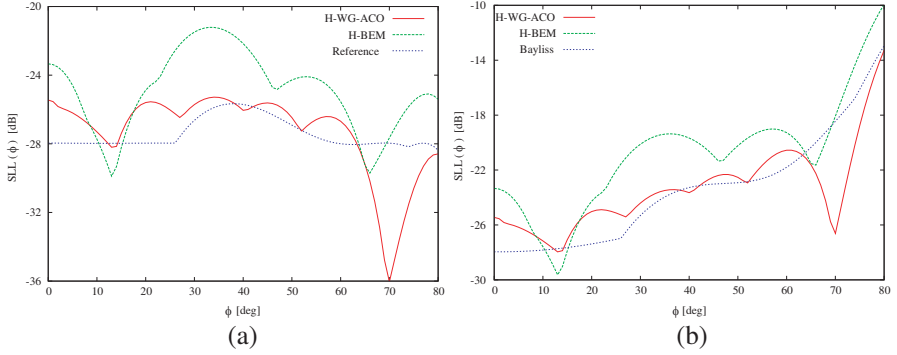 H-WG-ACO
H-BEM
Reference
-20
-24
-28
-32
-36
SLL(ϕ) [dB]
0 10 20 30 40 50 60 70 80
ϕ [deg]
(a)
H-WG-ACO
H-BEM
Bayliss
-10
-14
-18
-22
-26
-30
SLL(ϕ) [dB]
0 10 20 30 40 50 60 70 80
ϕ [deg]
(b)